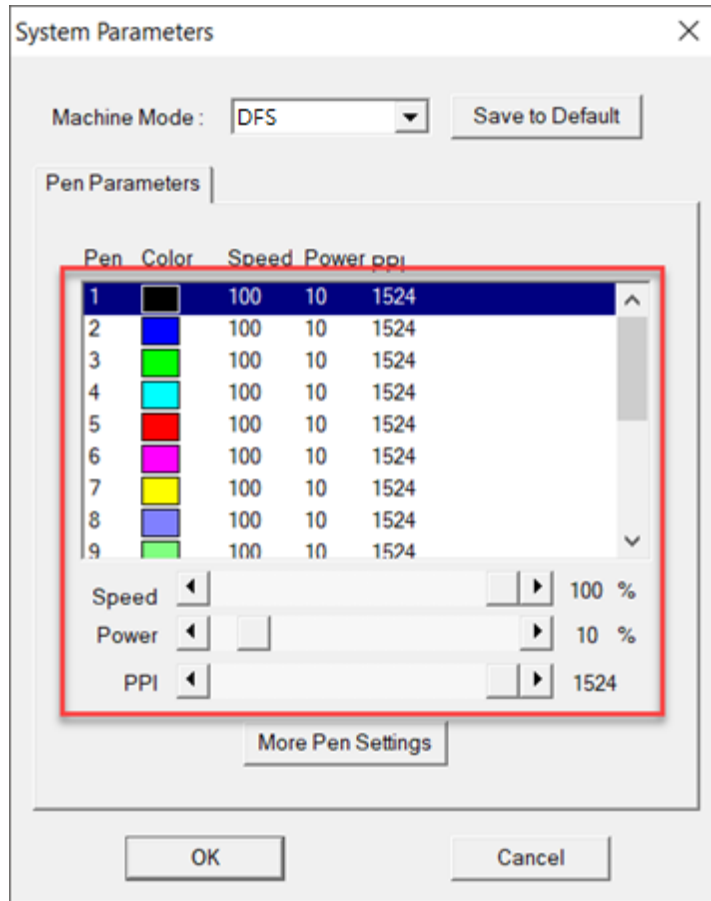 System Parameters
Machine Mode : DFS Save to Default
Pen Parameters
Pen Color Speed Power PPI
1 100 10 1524
2 100 10 1524
3 100 10 1524
4 100 10 1524
5 100 10 1524
6 100 10 1524
7 100 10 1524
8 100 10 1524
9 100 10 1524
Speed 100 %
Power 10 %
PPI 1524
More Pen Settings
OK Cancel